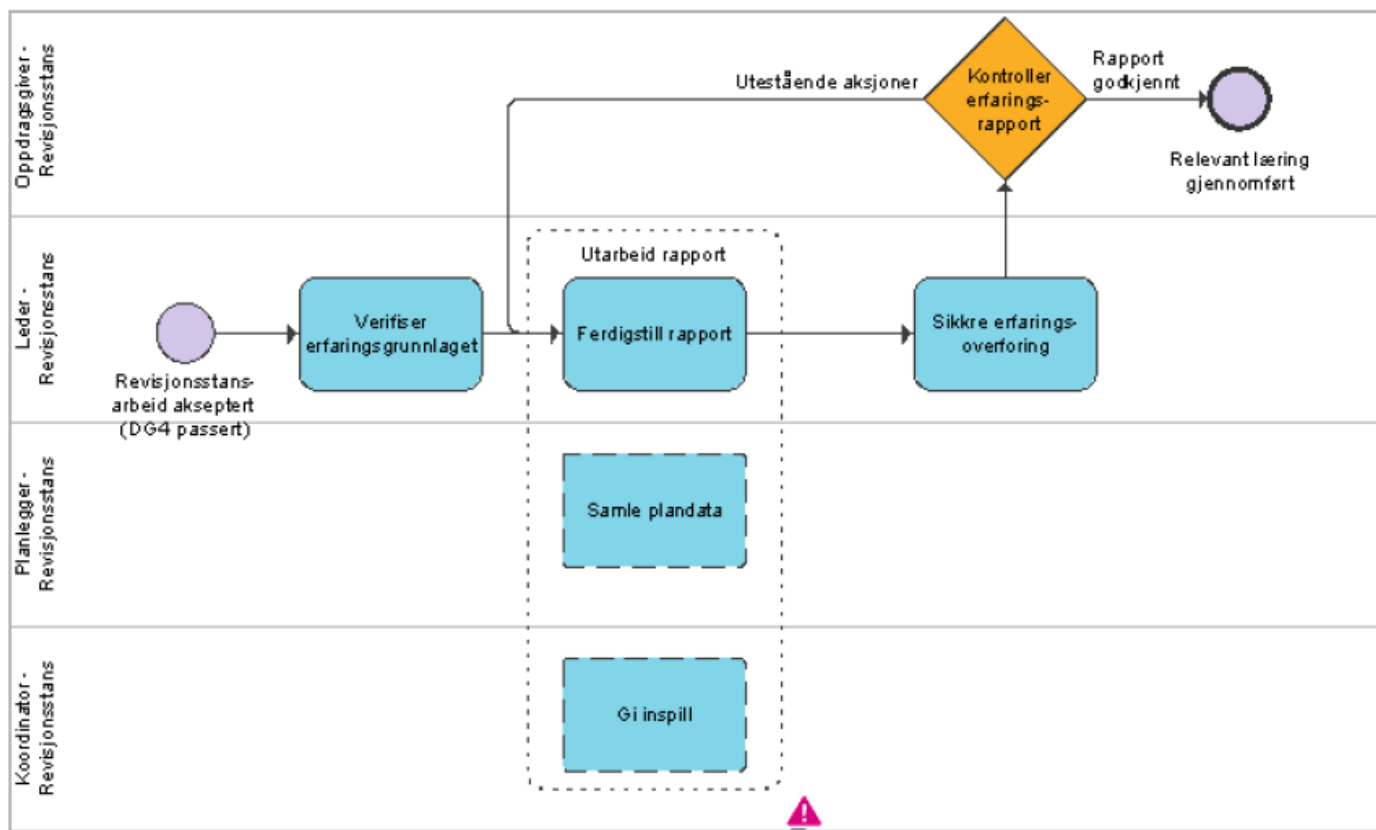 Oppdragsgiver -
Revisjonsstans
Utestående aksjoner
Kontroller
erfarings-
rapport
Rapport
godkjennt
Relevant læring
gjennomført
Leder -
Revisjonsstans
Revisjonsstans-
arbeid akseptert
(DG4 passert)
Verifiser
erfaringsgrunnlaget
Utarbeid rapport
Ferdigstill rapport
Sikkre erfarings-
overforing
Planlegger -
Revisjonsstans
Samle plandata
Koordinator -
Revisjonsstans
Gi inspill
!